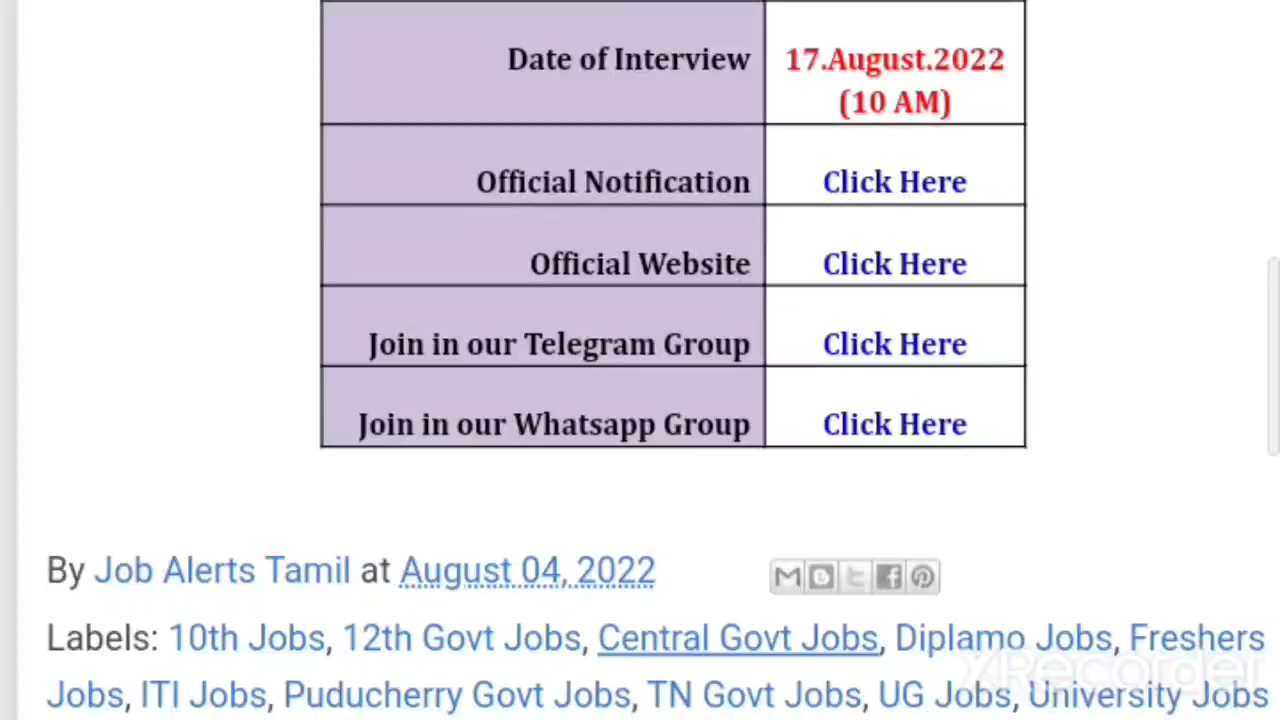 Date of Interview 17.August.2022
(10 AM)
Official Notification Click Here
Official Website Click Here
Join in our Telegram Group Click Here
Join in our Whatsapp Group Click Here
By Job Alerts Tamil at August 04, 2022
Labels: 10th Jobs, 12th Govt Jobs, Central Govt Jobs, Diplamo Jobs, Freshers
Jobs, ITI Jobs, Puducherry Govt Jobs, TN Govt Jobs, UG Jobs, University Jobs
XRecorder